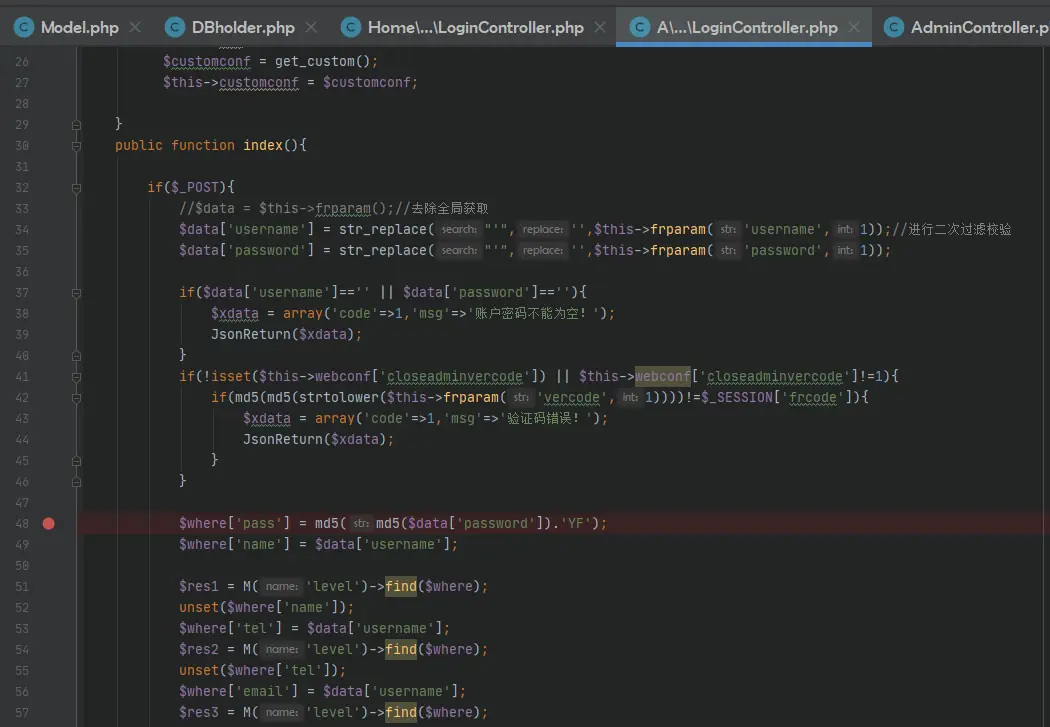 Model.php
DBholder.php
Home\...\LoginController.php
A\...\LoginController.php
AdminController.p
26 $customconf = get_custom();
27 $this->customconf = $customconf;
28
29 }
30 public function index(){
31
32 if($_POST){
33 //$data = $this->frparam();//去除全局获取
34 $data['username'] = str_replace( search: "'", replace: '',$this->frparam( str: 'username', int: 1));//进行二次过滤校验
35 $data['password'] = str_replace( search: "'", replace: '',$this->frparam( str: 'password', int: 1));
36
37 if($data['username']=='' || $data['password']==''){
38 $xdata = array('code'=>1,'msg'=>'账户密码不能为空！');
39 JsonReturn($xdata);
40 }
41 if(!isset($this->webconf['closeadminvercode']) || $this->webconf['closeadminvercode']!=1){
42 if(md5(md5(strtolower($this->frparam( str: 'vercode', int: 1))))!=$_SESSION['frcode']){
43 $xdata = array('code'=>1,'msg'=>'验证码错误！');
44 JsonReturn($xdata);
45 }
46 }
47
48 $where['pass'] = md5( str: md5($data['password']).'YF');
49 $where['name'] = $data['username'];
50
51 $res1 = M( name: 'level')->find($where);
52 unset($where['name']);
53 $where['tel'] = $data['username'];
54 $res2 = M( name: 'level')->find($where);
55 unset($where['tel']);
56 $where['email'] = $data['username'];
57 $res3 = M( name: 'level')->find($where);